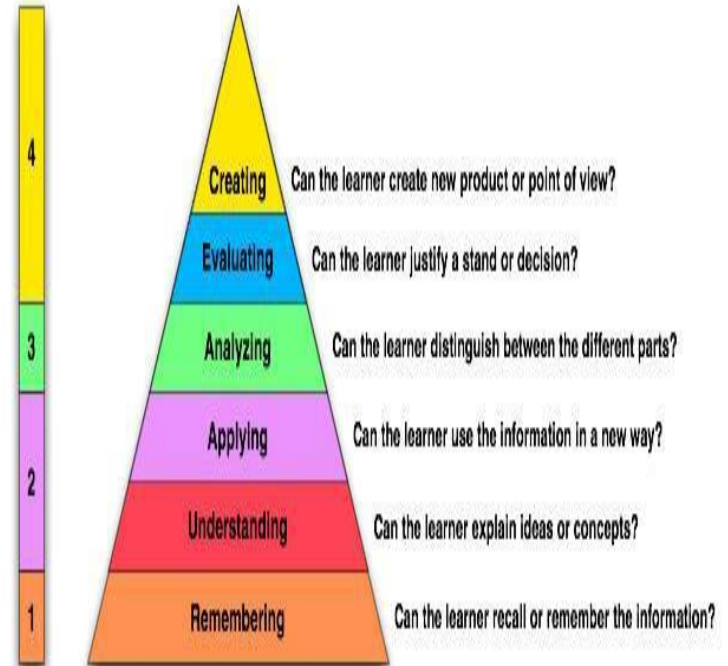 4
Creating Can the learner create new product or point of view?
Evaluating Can the learner justify a stand or decision?
3
Analyzing Can the learner distinguish between the different parts?
Applying Can the learner use the information in a new way?
2
Understanding Can the learner explain ideas or concepts?
1
Remembering Can the learner recall or remember the information?